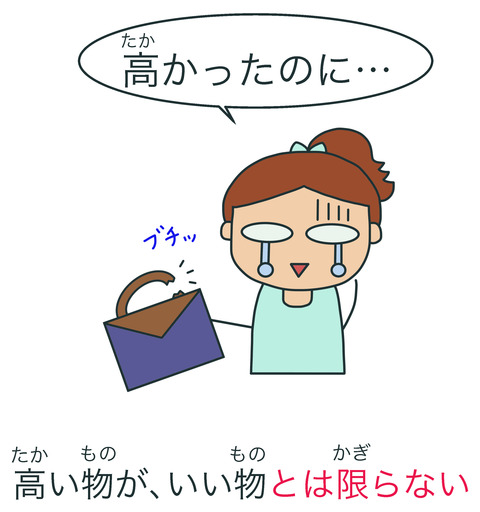 たか
高かったのに…
ブチッ
たか もの もの かぎ
高い物が、いい物とは限らない